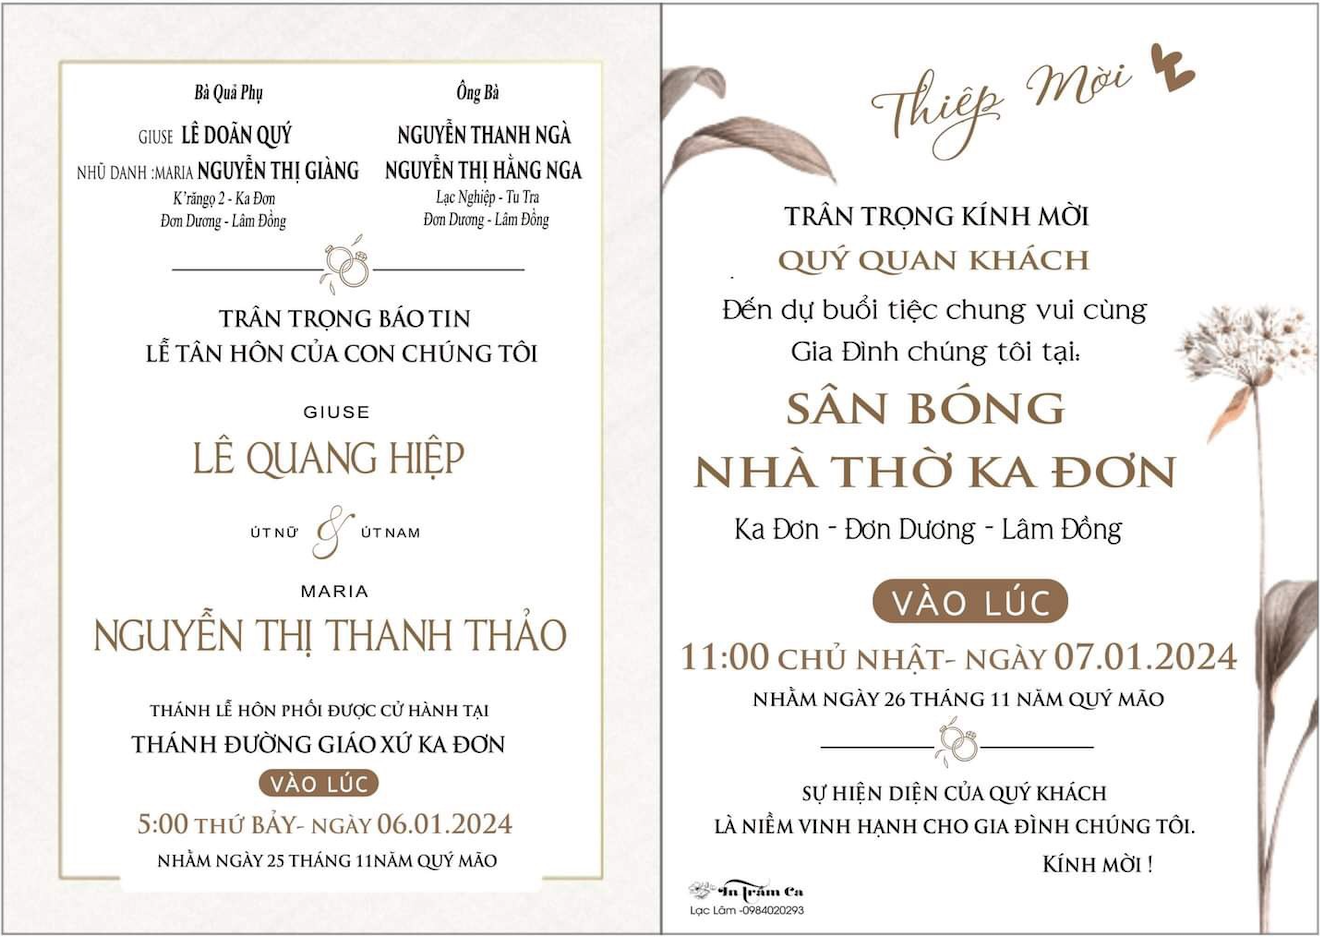 Bà Quả Phụ
GIUSE LÊ DOÃN QUÝ
NHŨ DANH :MARIA NGUYỄN THỊ GIÀNG
K'răngọ 2 - Ka Đơn
Đơn Dương - Lâm Đồng
Ông Bà
NGUYỄN THANH NGÀ
NGUYỄN THỊ HẰNG NGA
Lạc Nghiệp - Tu Tra
Đơn Dương - Lâm Đồng
TRÂN TRỌNG BÁO TIN
LỄ TÂN HÔN CỦA CON CHÚNG TÔI
GIUSE
LÊ QUANG HIỆP
ÚT NỮ & ÚT NAM
MARIA
NGUYỄN THỊ THANH THẢO
THÁNH LỄ HÔN PHỐI ĐƯỢC CỬ HÀNH TẠI
THÁNH ĐƯỜNG GIÁO XỨ KA ĐƠN
VÀO LÚC
5:00 THỨ BẢY- NGÀY 06.01.2024
NHẰM NGÀY 25 THÁNG 11NĂM QUÝ MÃO
Thiệp Mời
TRÂN TRỌNG KÍNH MỜI
QUÝ QUAN KHÁCH
Đến dự buổi tiệc chung vui cùng
Gia Đình chúng tôi tại:
SÂN BÓNG
NHÀ THỜ KA ĐƠN
Ka Đơn - Đơn Dương - Lâm Đồng
VÀO LÚC
11:00 CHỦ NHẬT- NGÀY 07.01.2024
NHẰM NGÀY 26 THÁNG 11 NĂM QUÝ MÃO
SỰ HIỆN DIỆN CỦA QUÝ KHÁCH
LÀ NIỀM VINH HẠNH CHO GIA ĐÌNH CHÚNG TÔI.
KÍNH MỜI !
In Trâm Ca
Lạc Lâm -0984020293